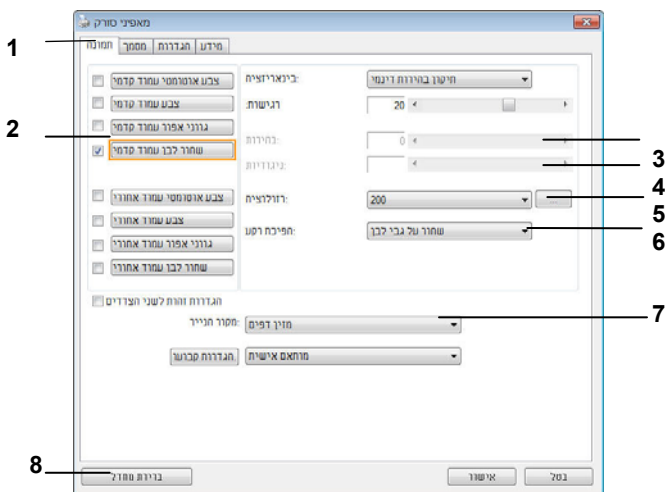 מאפייני סורק
1
תמונה מסמך הגדרות מידע
2
צבע אוטומטי עמוד קדמי
צבע עמוד קדמי
גווני אפור עמוד קדמי
שחור לבן עמוד קדמי
צבע אוטומטי עמוד אחורי
צבע עמוד אחורי
גווני אפור עמוד אחורי
שחור לבן עמוד אחורי
בינאריזציה: תיקון בהירות דינמי
רגישות: 20
בהירות: 0
ניגודיות:
3
רזולוציה: 200 ...
4
5
הפיכת רקע: שחור על גבי לבן
6
הגדרות זהות לשני הצדדים
מקור הנייר: מזין דפים
7
הגדרות קבועו מותאם אישית
8
ברירת מחדל
אישור
בטל